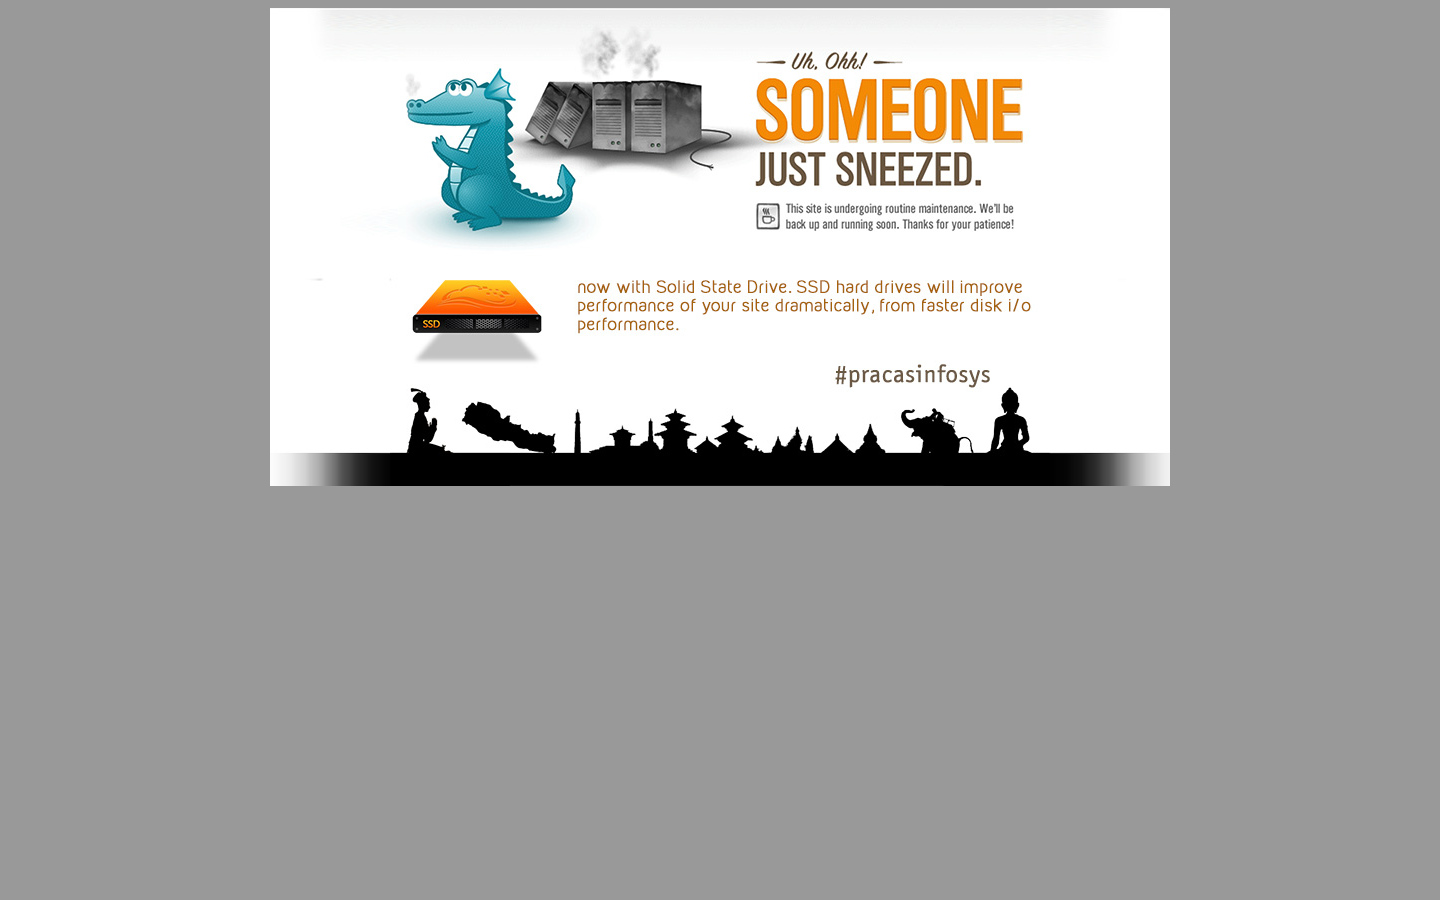 Uh, Ohh!
SOMEONE
JUST SNEEZED.
This site is undergoing routine maintenance. We'll be
back up and running soon. Thanks for your patience!
SSD
now with Solid State Drive. SSD hard drives will improve
performance of your site dramatically, from faster disk i/o
performance.
#pracasinfosys